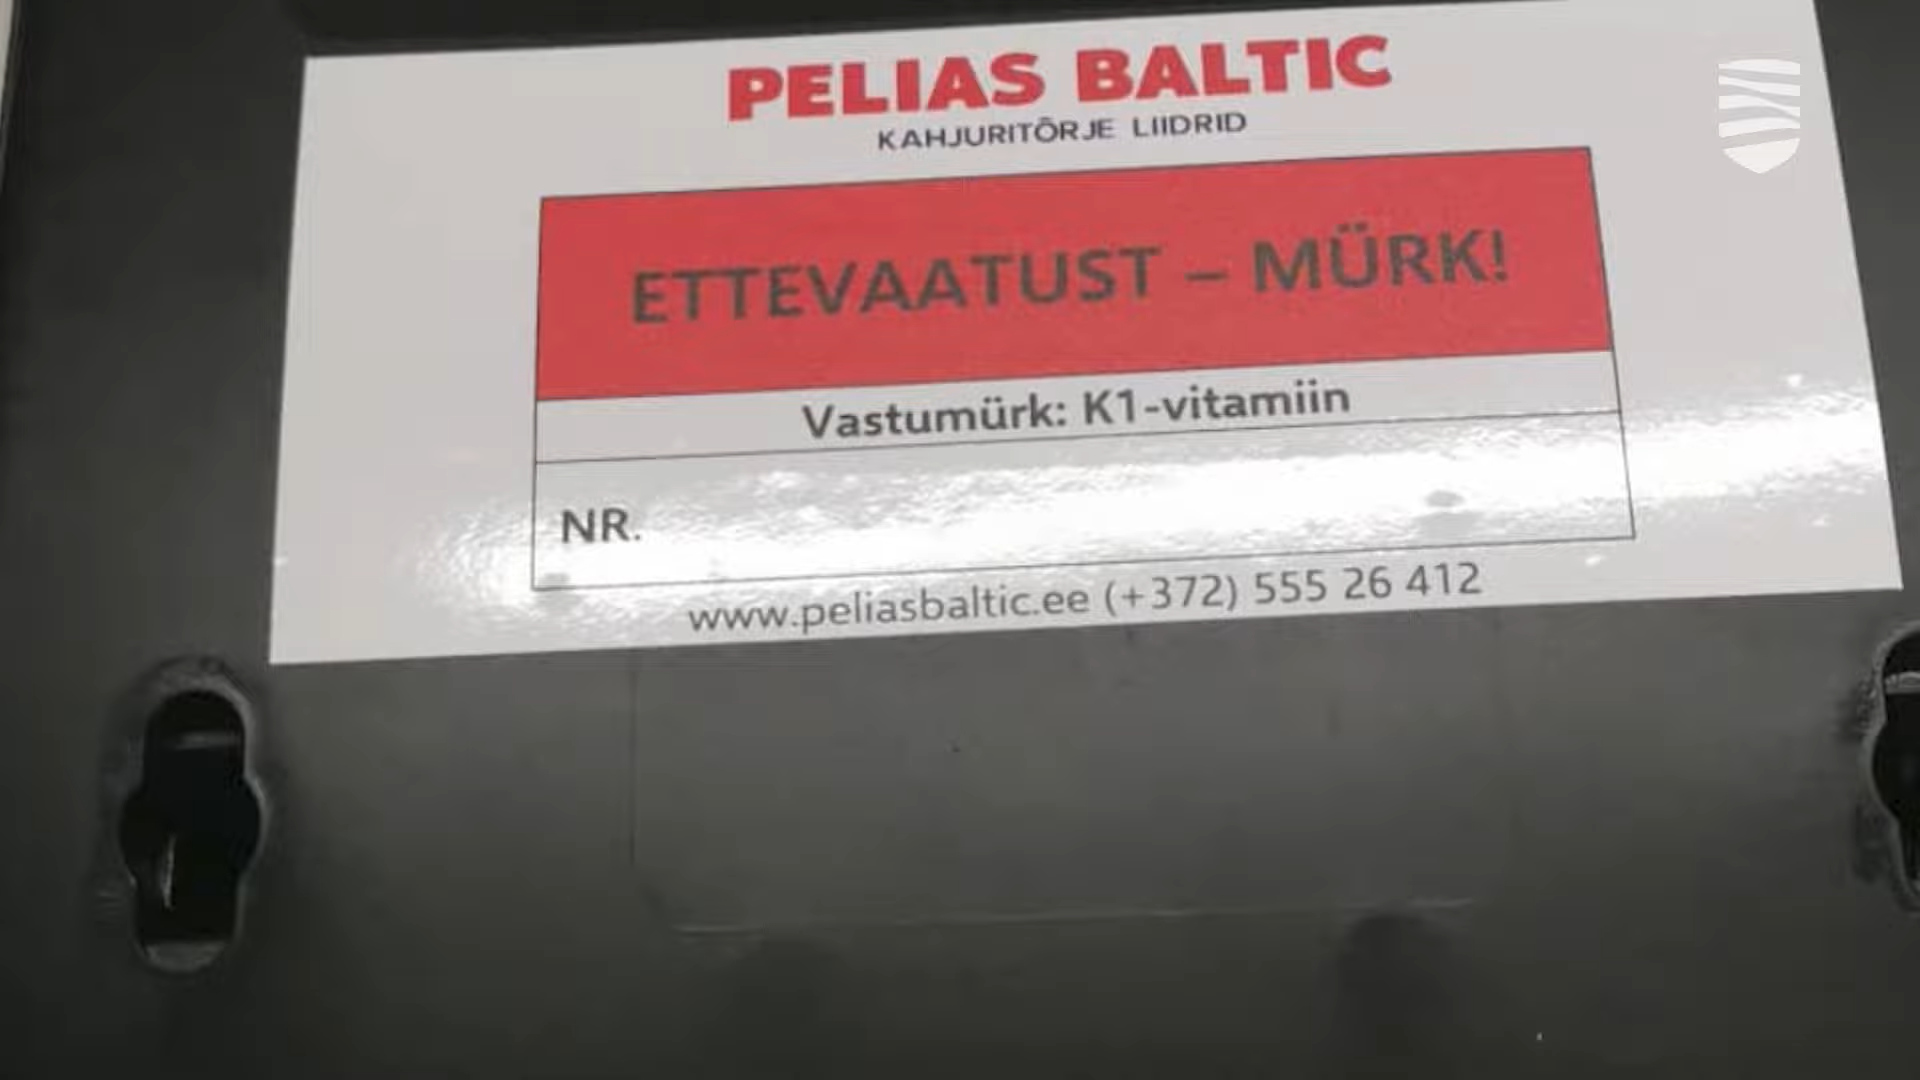 PELIAS BALTIC
KAHJURITÕRJE LIIDRID
ETTEVAATUST – MÜRK!
Vastumürk: K1-vitamiin
NR.
www.peliasbaltic.ee (+372) 555 26 412